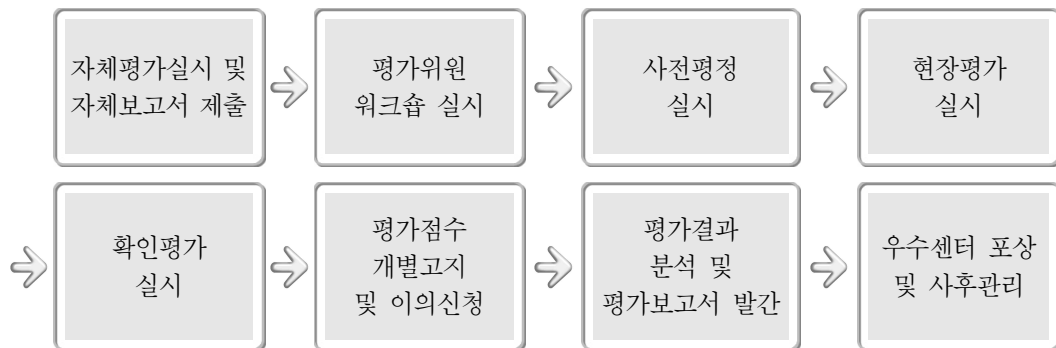 자체평가실시 및
자체보고서 제출
평가위원
워크숍 실시
사전평정
실시
현장평가
실시
확인평가
실시
평가점수
개별고지
및 이의신청
평가결과
분석 및
평가보고서 발간
우수센터 포상
및 사후관리